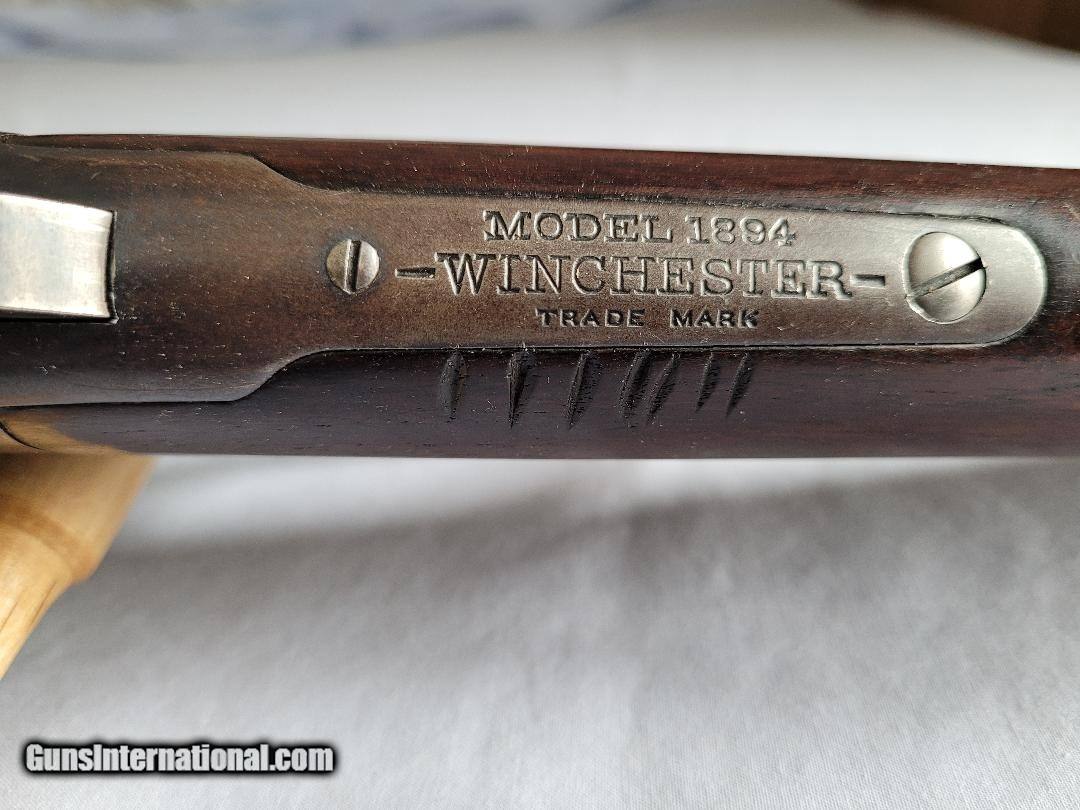 MODEL 1894
-WINCHESTER-
TRADE MARK
GunsInternational.com